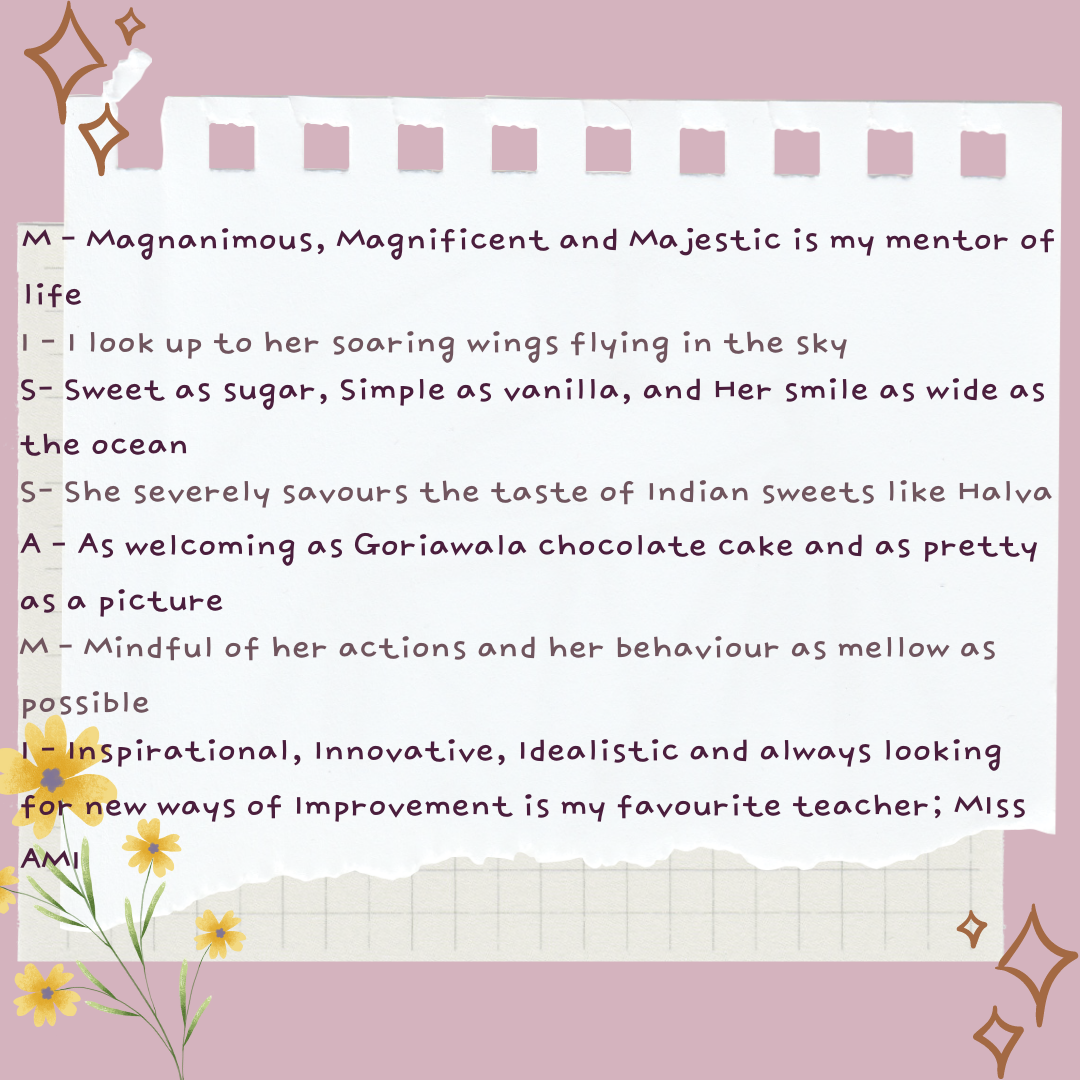 M - Magnanimous, Magnificent and Majestic is my mentor of
life
I - I look up to her soaring wings flying in the sky
S- Sweet as sugar, Simple as vanilla, and Her smile as wide as
the ocean
S- She severely savours the taste of Indian sweets like Halva
A - As welcoming as Goriawala chocolate cake and as pretty
as a picture
M - Mindful of her actions and her behaviour as mellow as
possible
I - Inspirational, Innovative, Idealistic and always looking
for new ways of Improvement is my favourite teacher; MIss
AMI